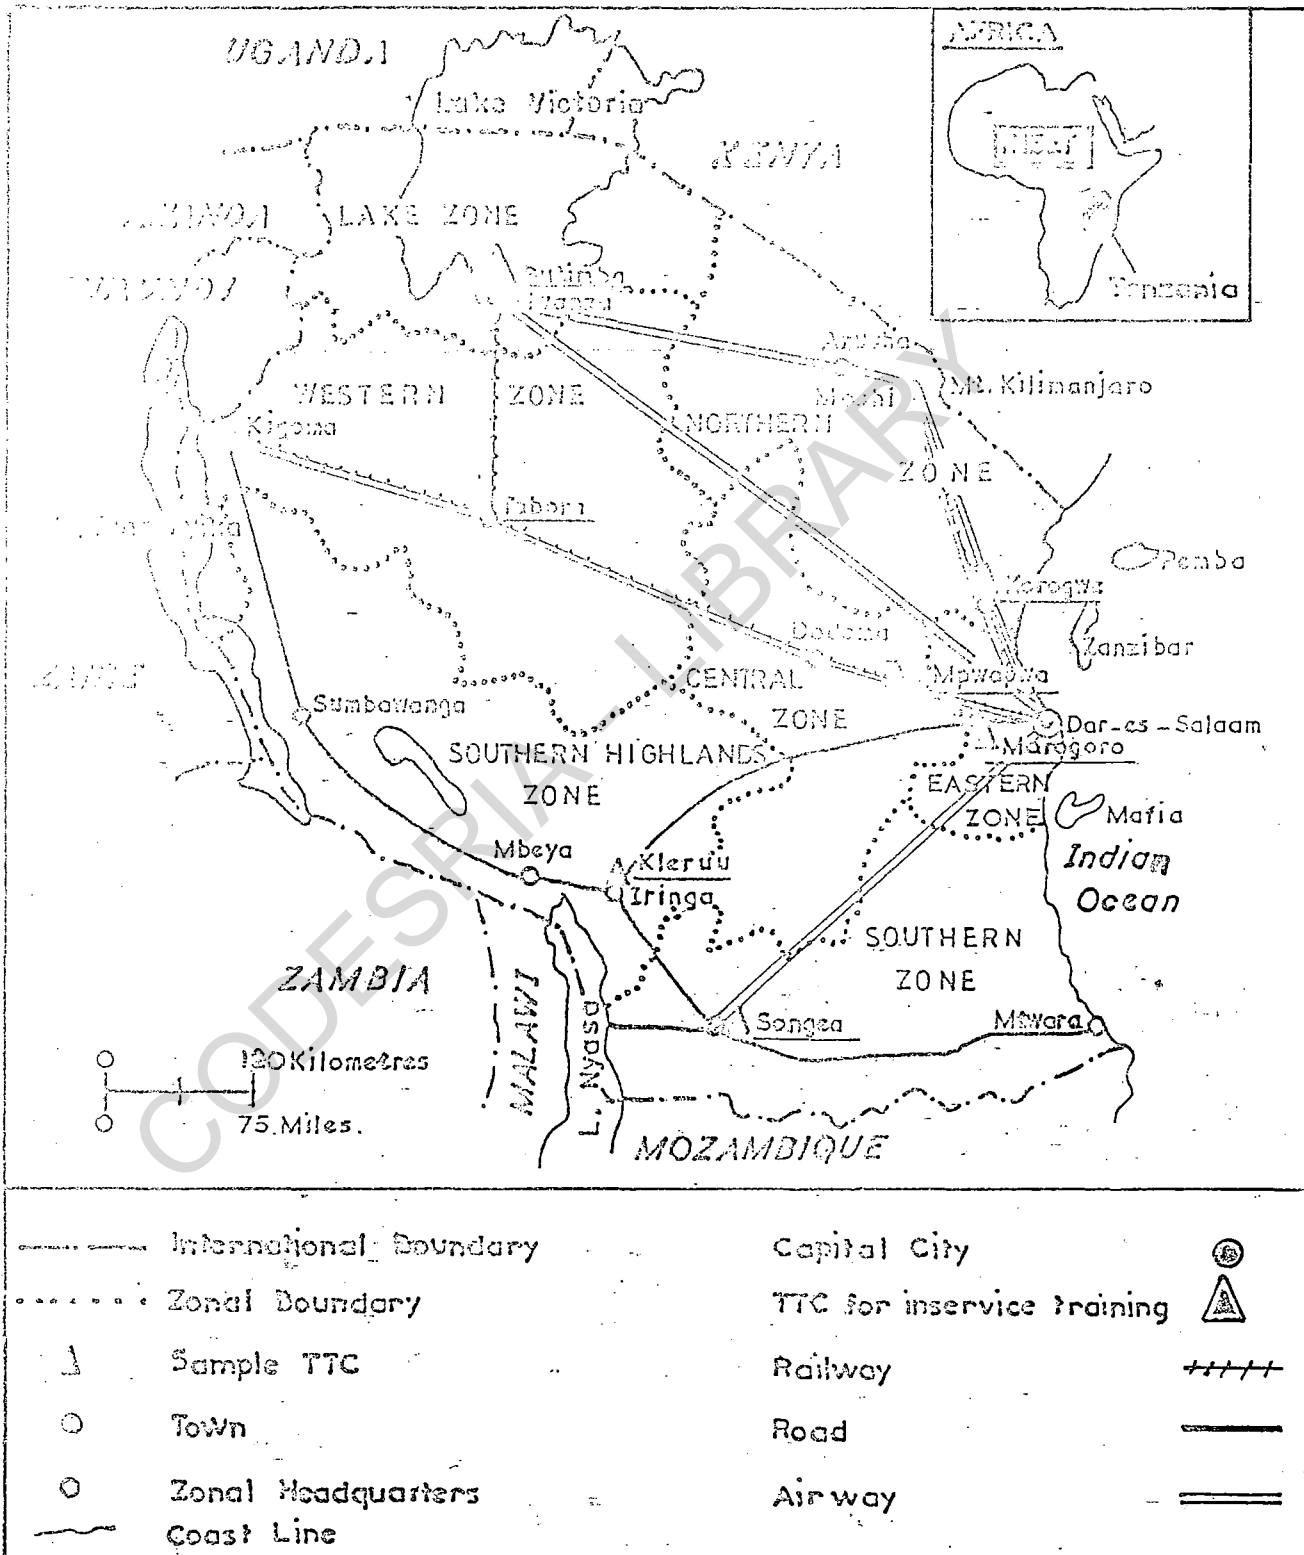 UGANDA
AFRICA
Lake Victoria
KENYA
LAKE ZONE
Tanzania
Arusha
Moshi
Mt. Kilimanjaro
WESTERN ZONE
NORTHERN
ZONE
Kigoma
Tabora
Pemba
Korogwe
Zanzibar
Dodoma
CENTRAL
ZONE
Mpwapwa
Sumbawanga
Dar-es-Salaam
Morogoro
SOUTHERN HIGHLANDS
ZONE
EASTERN
ZONE
Mafia
Mbeya
Kleruu
Iringa
Indian
Ocean
SOUTHERN
ZONE
ZAMBIA
MALAWI
L. Nyasa
Songea
Mtwara
120 Kilometres
75 Miles.
MOZAMBIQUE
International Boundary
Zonal Boundary
Sample TTC
Town
Zonal Headquarters
Coast Line
Capital City
TTC for inservice training
Railway
Road
Airway
CODESRIA - LIBRARY